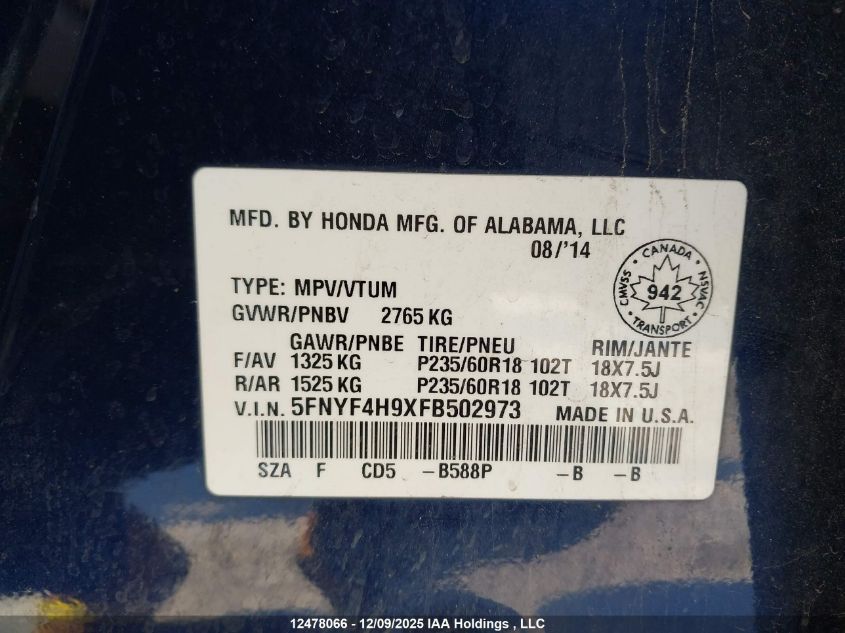 MFD. BY HONDA MFG. OF ALABAMA, LLC
08/'14
TYPE: MPV/VTUM
GVWR/PNBV 2765 KG
GAWR/PNBE TIRE/PNEU RIM/JANTE
F/AV 1325 KG P235/60R18 102T 18X7.5J
R/AR 1525 KG P235/60R18 102T 18X7.5J
V.I.N. 5FNYF4H9XFB502973 MADE IN U.S.A.
SZA F CD5 -B588P -B -B
CANADA
CMVSS 942 NSVAC
TRANSPORT
12478066 - 12/09/2025 IAA Holdings , LLC